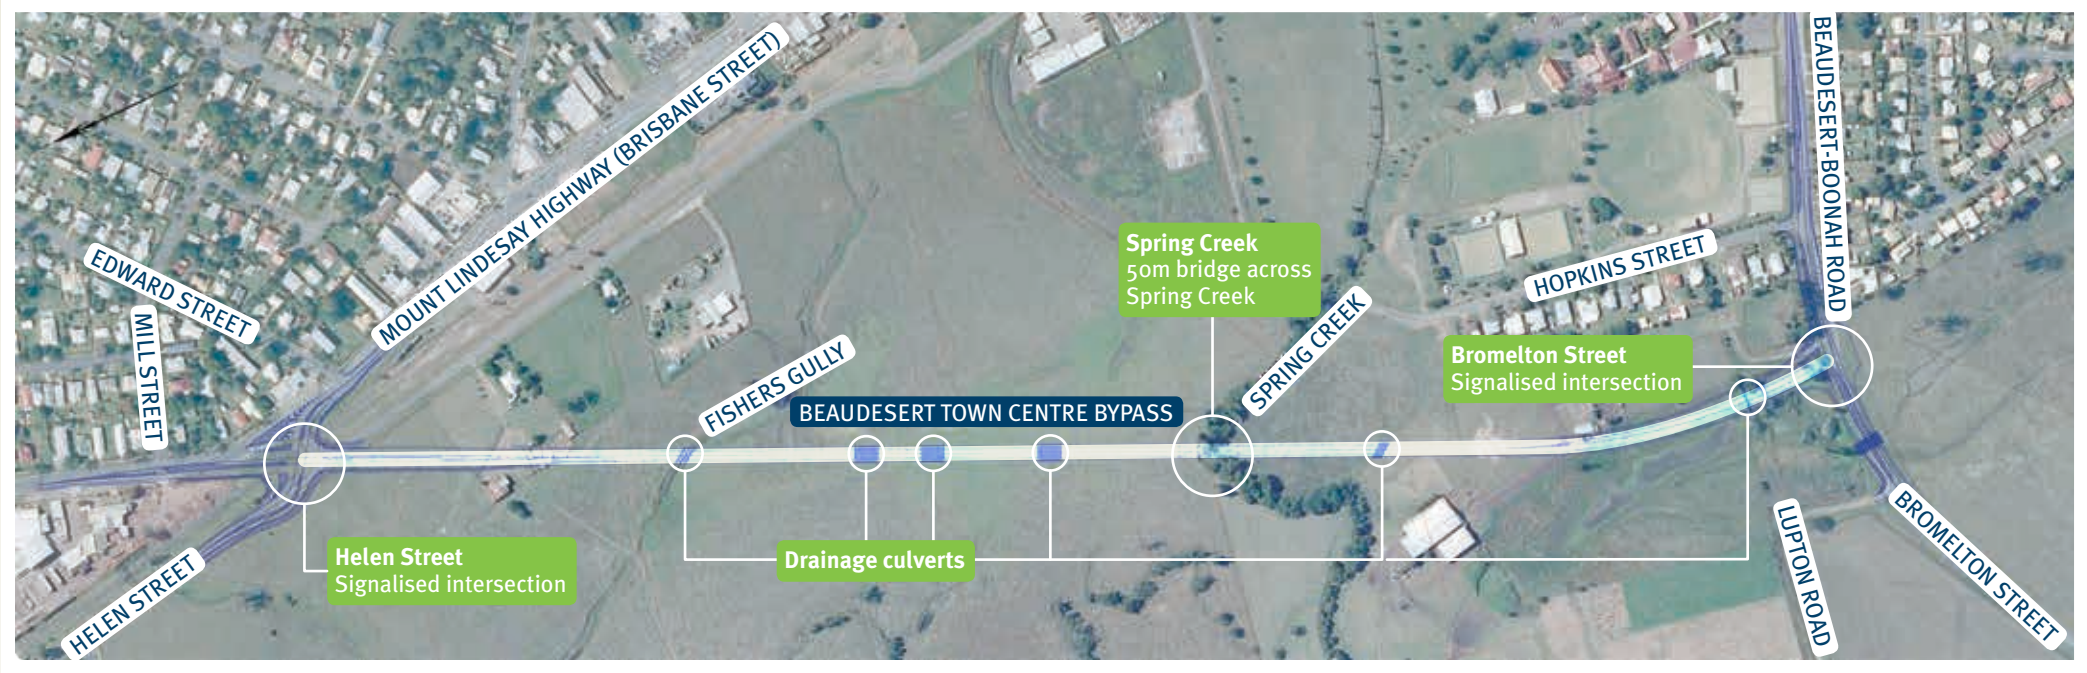 BEAUDESERT-BOONAH ROAD
MOUNT LINDESAY HIGHWAY (BRISBANE STREET)
EDWARD STREET
MILL STREET
Spring Creek
50m bridge across
Spring Creek
HOPKINS STREET
SPRING CREEK
FISHERS GULLY
Bromelton Street
Signalised intersection
BEAUDESERT TOWN CENTRE BYPASS
Helen Street
Signalised intersection
Drainage culverts
HELEN STREET
LUPTON ROAD
BROMELTON STREET